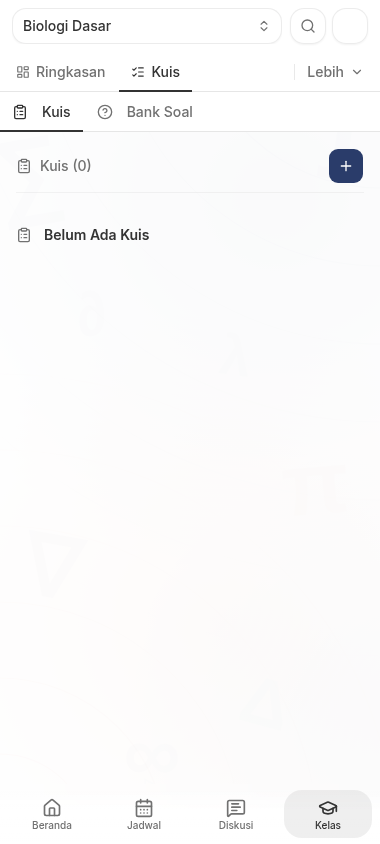 Biologi Dasar
Ringkasan Kuis Lebih
Kuis Bank Soal
Kuis (0)
Belum Ada Kuis
Beranda Jadwal Diskusi Kelas